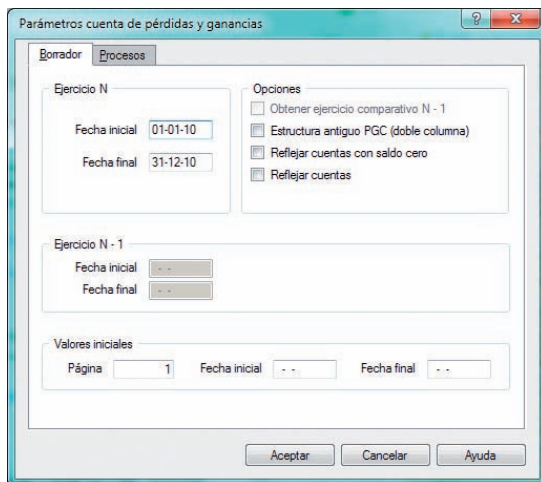 Parámetros cuenta de pérdidas y ganancias
Borrador Procesos
Ejercicio N
Fecha inicial 01-01-10
Fecha final 31-12-10
Opciones
Obtener ejercicio comparativo N - 1
Estructura antiguo PGC (doble columna)
Reflejar cuentas con saldo cero
Reflejar cuentas
Ejercicio N - 1
Fecha inicial - -
Fecha final - -
Valores iniciales
Página 1 Fecha inicial - - Fecha final - -
Aceptar Cancelar Ayuda